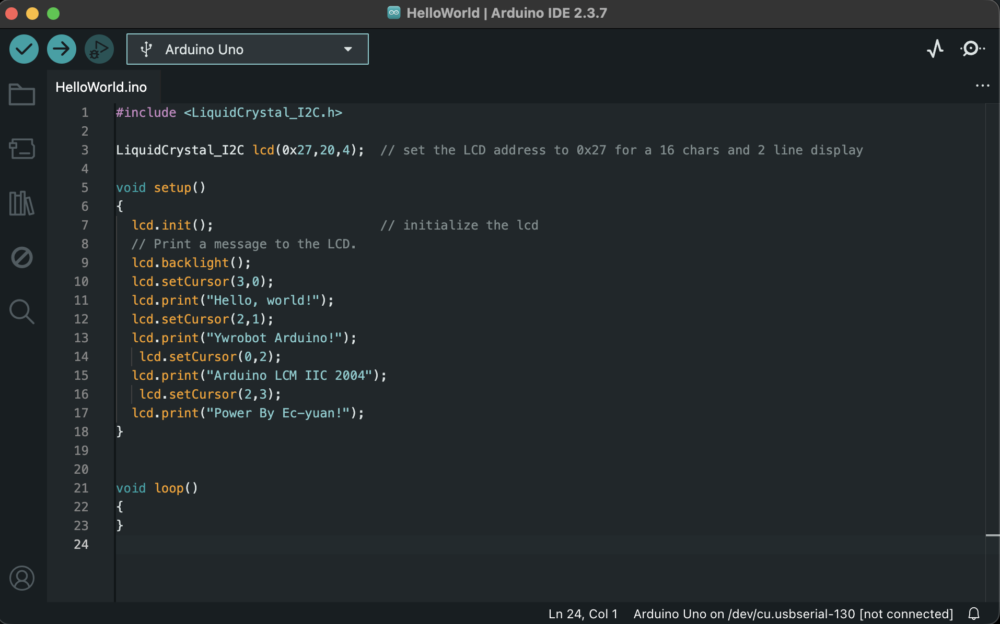 HelloWorld | Arduino IDE 2.3.7
Arduino Uno
HelloWorld.ino
1 #include <LiquidCrystal_I2C.h>
2
3 LiquidCrystal_I2C lcd(0x27,20,4);  // set the LCD address to 0x27 for a 16 chars and 2 line display
4
5 void setup()
6 {
7   lcd.init();                      // initialize the lcd
8   // Print a message to the LCD.
9   lcd.backlight();
10   lcd.setCursor(3,0);
11   lcd.print("Hello, world!");
12   lcd.setCursor(2,1);
13   lcd.print("Ywrobot Arduino!");
14    lcd.setCursor(0,2);
15   lcd.print("Arduino LCM IIC 2004");
16    lcd.setCursor(2,3);
17   lcd.print("Power By Ec-yuan!");
18 }
19
20
21 void loop()
22 {
23 }
24
Ln 24, Col 1 Arduino Uno on /dev/cu.usbserial-130 [not connected]